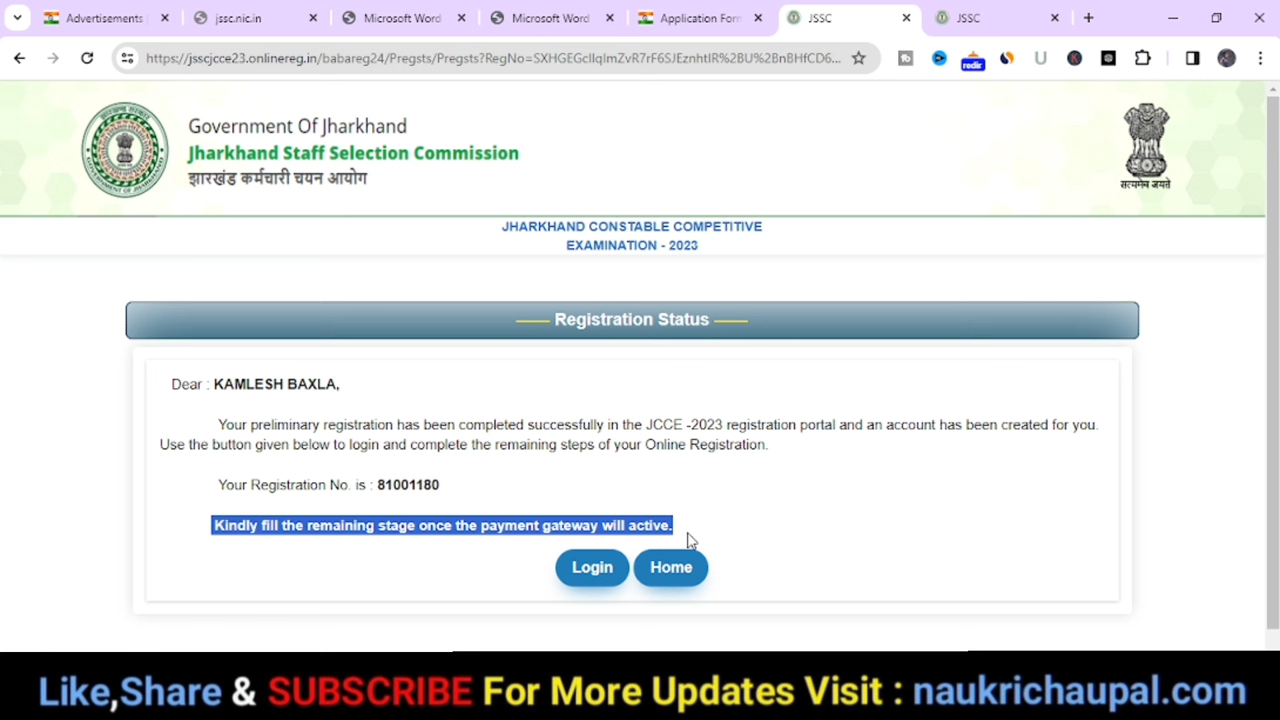 Advertisements
jssc.nic.in
Microsoft Word
Microsoft Word
Application Form
JSSC
JSSC
https://jsscjcce23.onlinereg.in/babareg24/Pregsts/Pregsts?RegNo=SXHGEGcIlqImZvR7rF6SJEznhtlR%2BU%2BnBHfCD6...
redir
Government Of Jharkhand
Jharkhand Staff Selection Commission
झारखंड कर्मचारी चयन आयोग
सत्यमेव जयते
JHARKHAND CONSTABLE COMPETITIVE
EXAMINATION - 2023
Registration Status
Dear : KAMLESH BAXLA,
Your preliminary registration has been completed successfully in the JCCE -2023 registration portal and an account has been created for you.
Use the button given below to login and complete the remaining steps of your Online Registration.
Your Registration No. is : 81001180
Kindly fill the remaining stage once the payment gateway will active.
Login Home
Like,Share & SUBSCRIBE For More Updates Visit : naukrichaupal.com